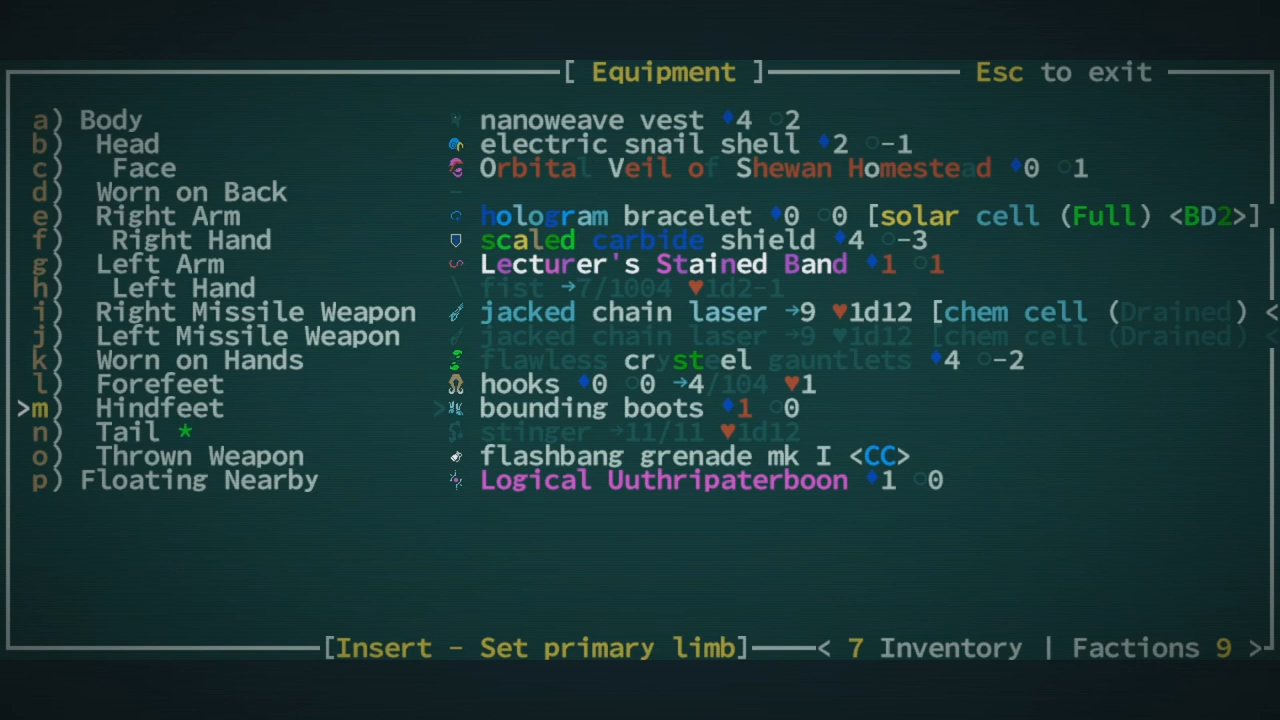 [ Equipment ] Esc to exit
a) Body nanoweave vest ♦4 ○2
b) Head electric snail shell ♦2 ○-1
c) Face Orbital Veil of Shewan Homestead ♦0 ○1
d) Worn on Back –
e) Right Arm hologram bracelet ♦0 ○0 [solar cell (Full) <BD2>]
f) Right Hand scaled carbide shield ♦4 ○-3
g) Left Arm Lecturer's Stained Band ♦1 ○1
h) Left Hand fist →7/1004 ♥1d2-1
i) Right Missile Weapon jacked chain laser →9 ♥1d12 [chem cell (Drained) <
j) Left Missile Weapon jacked chain laser →9 ♥1d12 [chem cell (Drained) <
k) Worn on Hands flawless crysteel gauntlets ♦4 ○-2
l) Forefeet hooks ♦0 ○0 →4/104 ♥1
>m) Hindfeet > bounding boots ♦1 ○0
n) Tail * stinger →11/11 ♥1d12
o) Thrown Weapon flashbang grenade mk I <CC>
p) Floating Nearby Logical Uuthripaterboon ♦1 ○0
[Insert - Set primary limb] < 7 Inventory | Factions 9 >